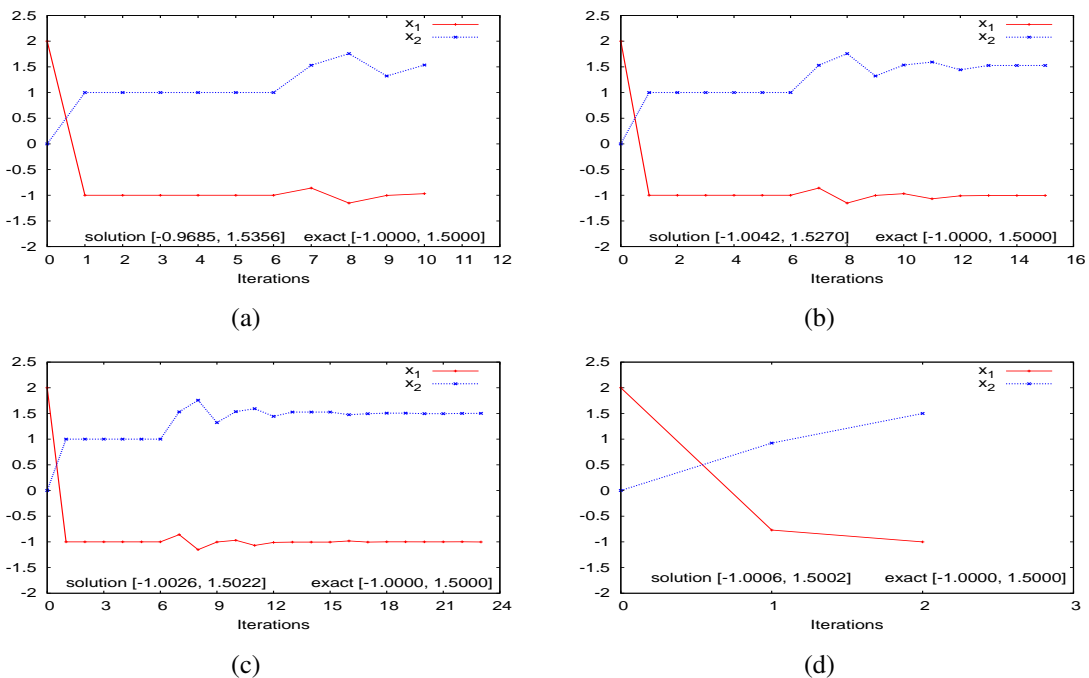 2.5
2
1.5
1
0.5
0
-0.5
-1
-1.5
-2
x1
x2
solution [-0.9685, 1.5356] exact [-1.0000, 1.5000]
0 1 2 3 4 5 6 7 8 9 10 11 12
Iterations
(a)
2.5
2
1.5
1
0.5
0
-0.5
-1
-1.5
-2
x1
x2
solution [-1.0042, 1.5270] exact [-1.0000, 1.5000]
0 2 4 6 8 10 12 14 16
Iterations
(b)
2.5
2
1.5
1
0.5
0
-0.5
-1
-1.5
-2
x1
x2
solution [-1.0026, 1.5022] exact [-1.0000, 1.5000]
0 3 6 9 12 15 18 21 24
Iterations
(c)
2.5
2
1.5
1
0.5
0
-0.5
-1
-1.5
-2
x1
x2
solution [-1.0006, 1.5002] exact [-1.0000, 1.5000]
0 1 2 3
Iterations
(d)